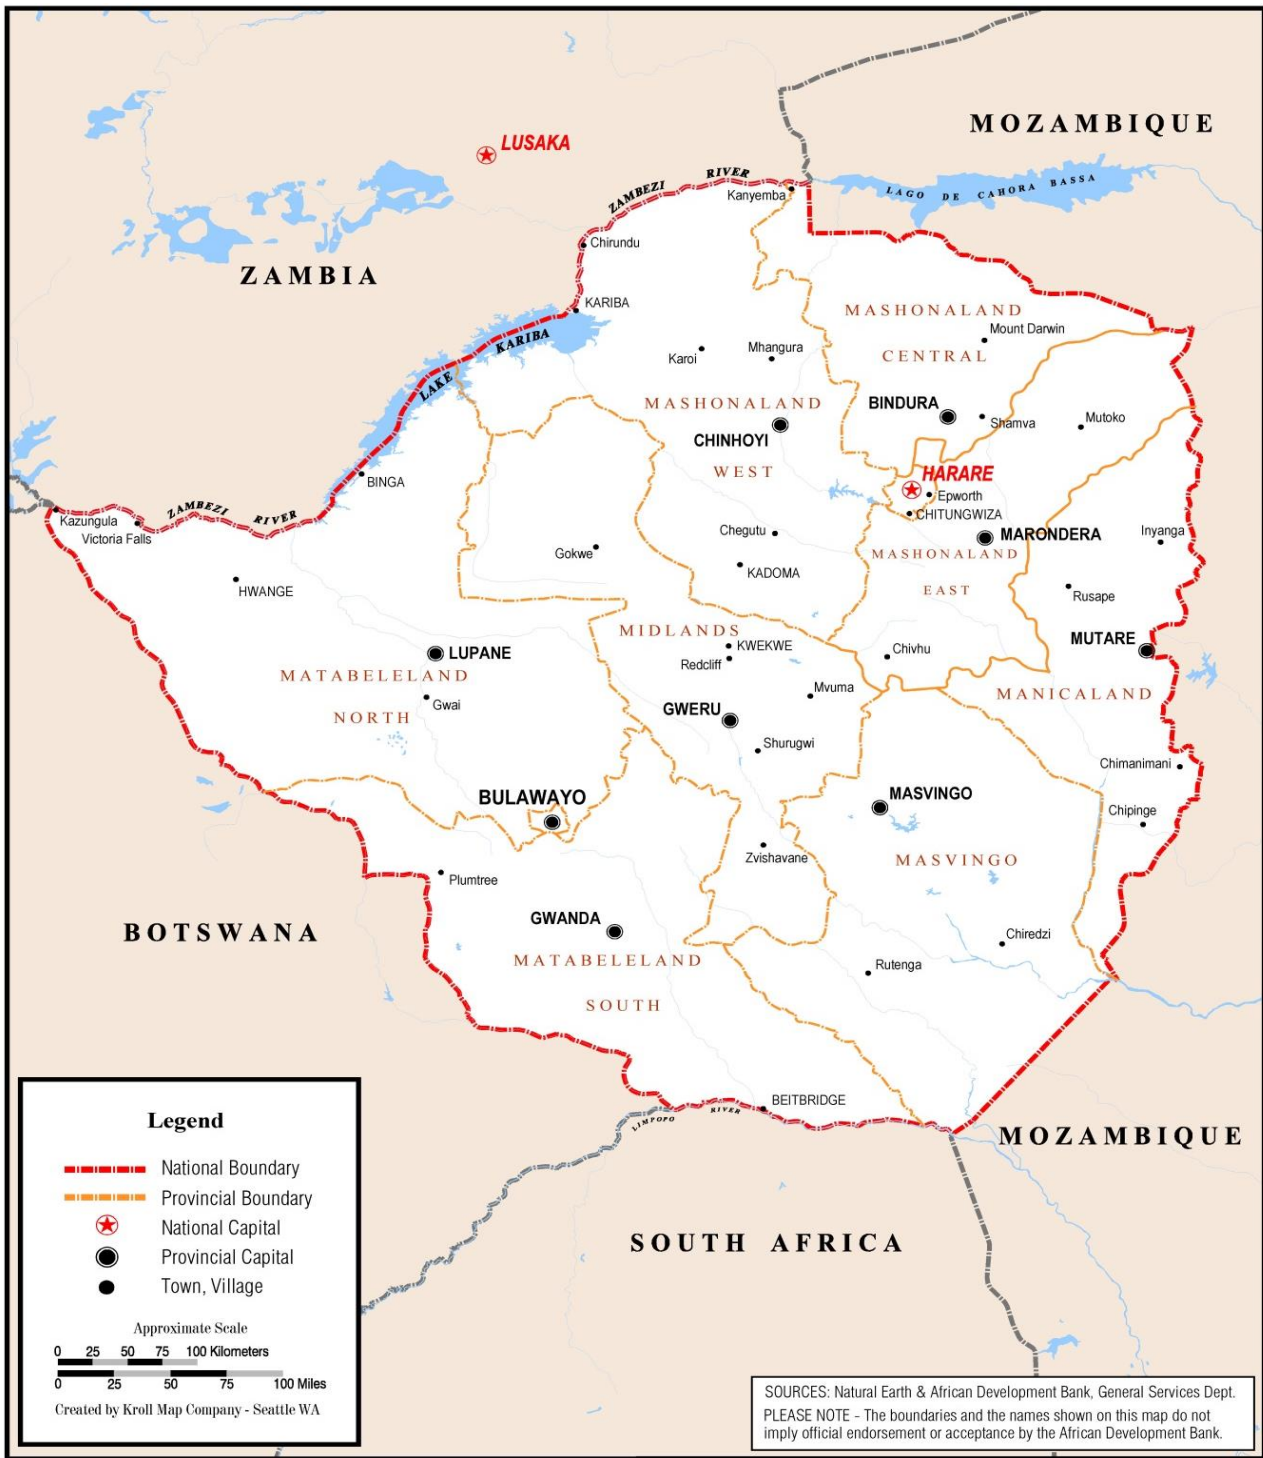 MOZAMBIQUE
LUSAKA
ZAMBEZI RIVER
LAGO DE CAHORA BASSA
Kanyemba
Chirundu
ZAMBIA
KARIBA
MASHONALAND
CENTRAL
Mount Darwin
LAKE KARIBA
Karoi
Mhangura
MASHONALAND
WEST
BINDURA
Shamva
Mutoko
CHINHOYI
HARARE
BINGA
Epworth
CHITUNGWIZA
Kazungula
ZAMBEZI RIVER
Victoria Falls
Chegutu
MARONDERA
Inyanga
Gokwe
MASHONALAND
EAST
KADOMA
HWANGE
Rusape
MIDLANDS
KWEKWE
Redcliff
Chivhu
MUTARE
LUPANE
MATABELELAND
NORTH
Gwai
Mvuma
MANICALAND
GWERU
Shurugwi
Chimanimani
BULAWAYO
MASVINGO
Chipinge
Zvishavane
MASVINGO
Plumtree
BOTSWANA
GWANDA
Chiredzi
MATABELELAND
SOUTH
Rutenga
BEITBRIDGE
LIMPOPO RIVER
MOZAMBIQUE
SOUTH AFRICA
Legend
National Boundary
Provincial Boundary
National Capital
Provincial Capital
Town, Village
Approximate Scale
0 25 50 75 100 Kilometers
0 25 50 75 100 Miles
Created by Kroll Map Company - Seattle WA
SOURCES: Natural Earth & African Development Bank, General Services Dept.
PLEASE NOTE - The boundaries and the names shown on this map do not
imply official endorsement or acceptance by the African Development Bank.